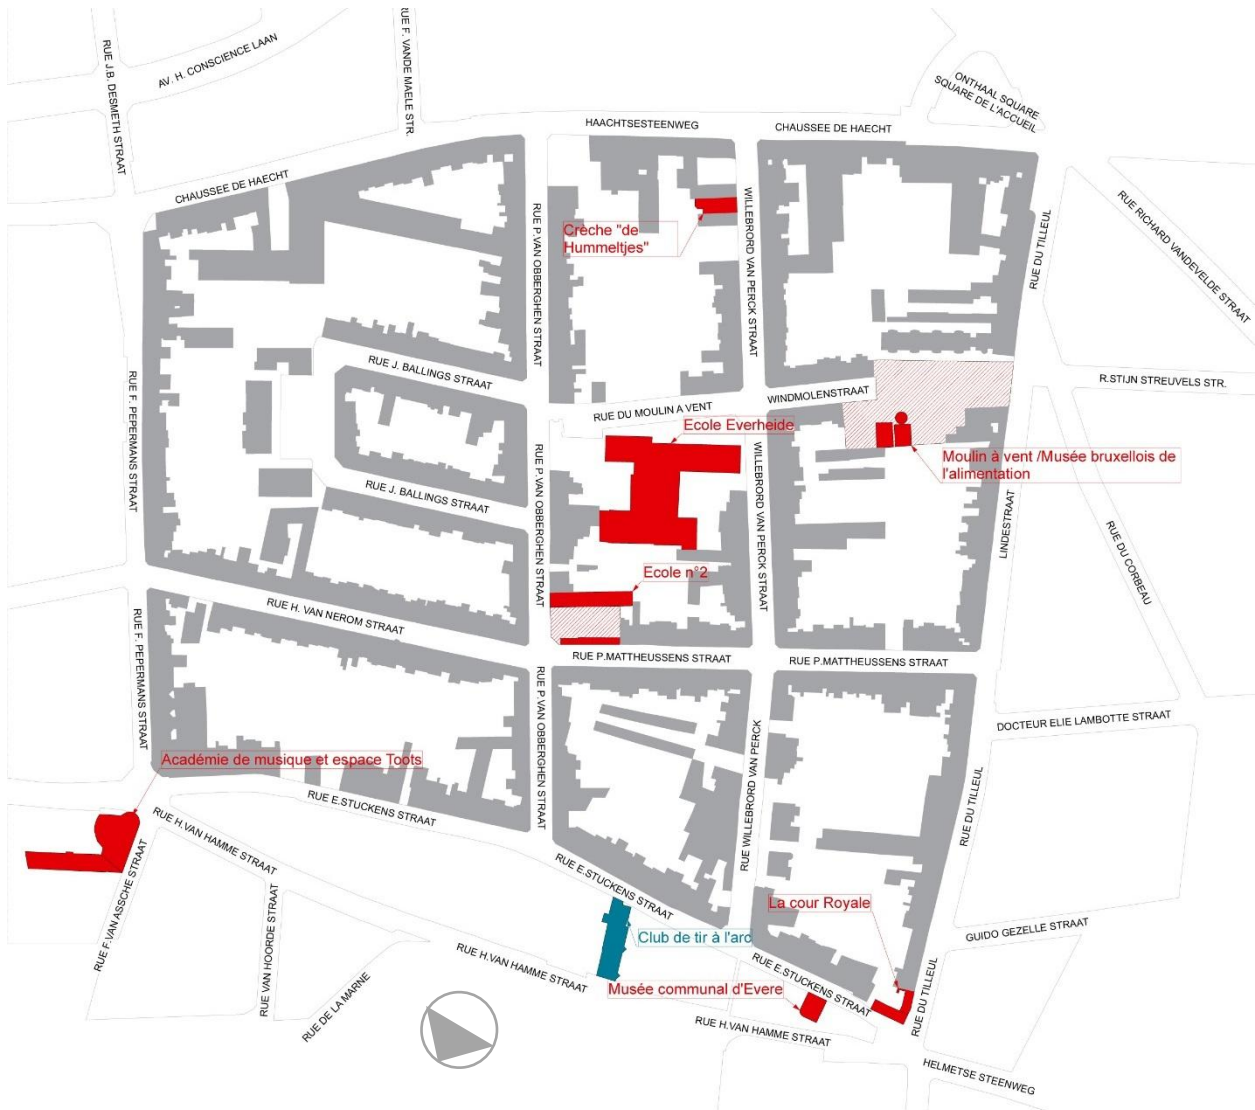 RUE F. VANDE MAELE STR.
AV. H. CONSCIENCE LAAN
RUE J.B. DESMETH STRAAT
ONTHAAL SQUARE
SQUARE DE L'ACCUEIL
HAACHTSESTEENWEG
CHAUSSEE DE HAECHT
CHAUSSEE DE HAECHT
RUE RICHARD VANDEVELDE STRAAT
RUE DU TILLEUL
Crèche "de
Hummeltjes"
WILLEBRORD VAN PERCK STRAAT
RUE P.VAN OBBERGHEN STRAAT
RUE J. BALLINGS STRAAT
R.STIJN STREUVELS STR.
WINDMOLENSTRAAT
RUE DU MOULIN A VENT
Ecole Everheide
RUE F. PEPERMANS STRAAT
Moulin à vent /Musée bruxellois de
l'alimentation
RUE J. BALLINGS STRAAT
RUE P.VAN OBBERGHEN STRAAT
WILLEBRORD VAN PERCK STRAAT
LINDESTRAAT
RUE DU CORBEAU
Ecole n°2
RUE H. VAN NEROM STRAAT
RUE P.MATTHEUSSENS STRAAT
RUE P.MATTHEUSSENS STRAAT
RUE F. PEPERMANS STRAAT
RUE P.VAN OBBERGHEN STRAAT
DOCTEUR ELIE LAMBOTTE STRAAT
Académie de musique et espace Toots
RUE WILLEBRORD VAN PERCK
RUE DU TILLEUL
RUE E.STUCKENS STRAAT
RUE H.VAN HAMME STRAAT
RUE E.STUCKENS STRAAT
RUE F.VAN ASSCHE STRAAT
La cour Royale
RUE VAN HOORDE STRAAT
Club de tir à l'arc
GUIDO GEZELLE STRAAT
RUE H.VAN HAMME STRAAT
RUE E.STUCKENS STRAAT
Musée communal d'Evere
RUE DE LA MARNE
RUE DU TILLEUL
RUE H.VAN HAMME STRAAT
HELMETSE STEENWEG